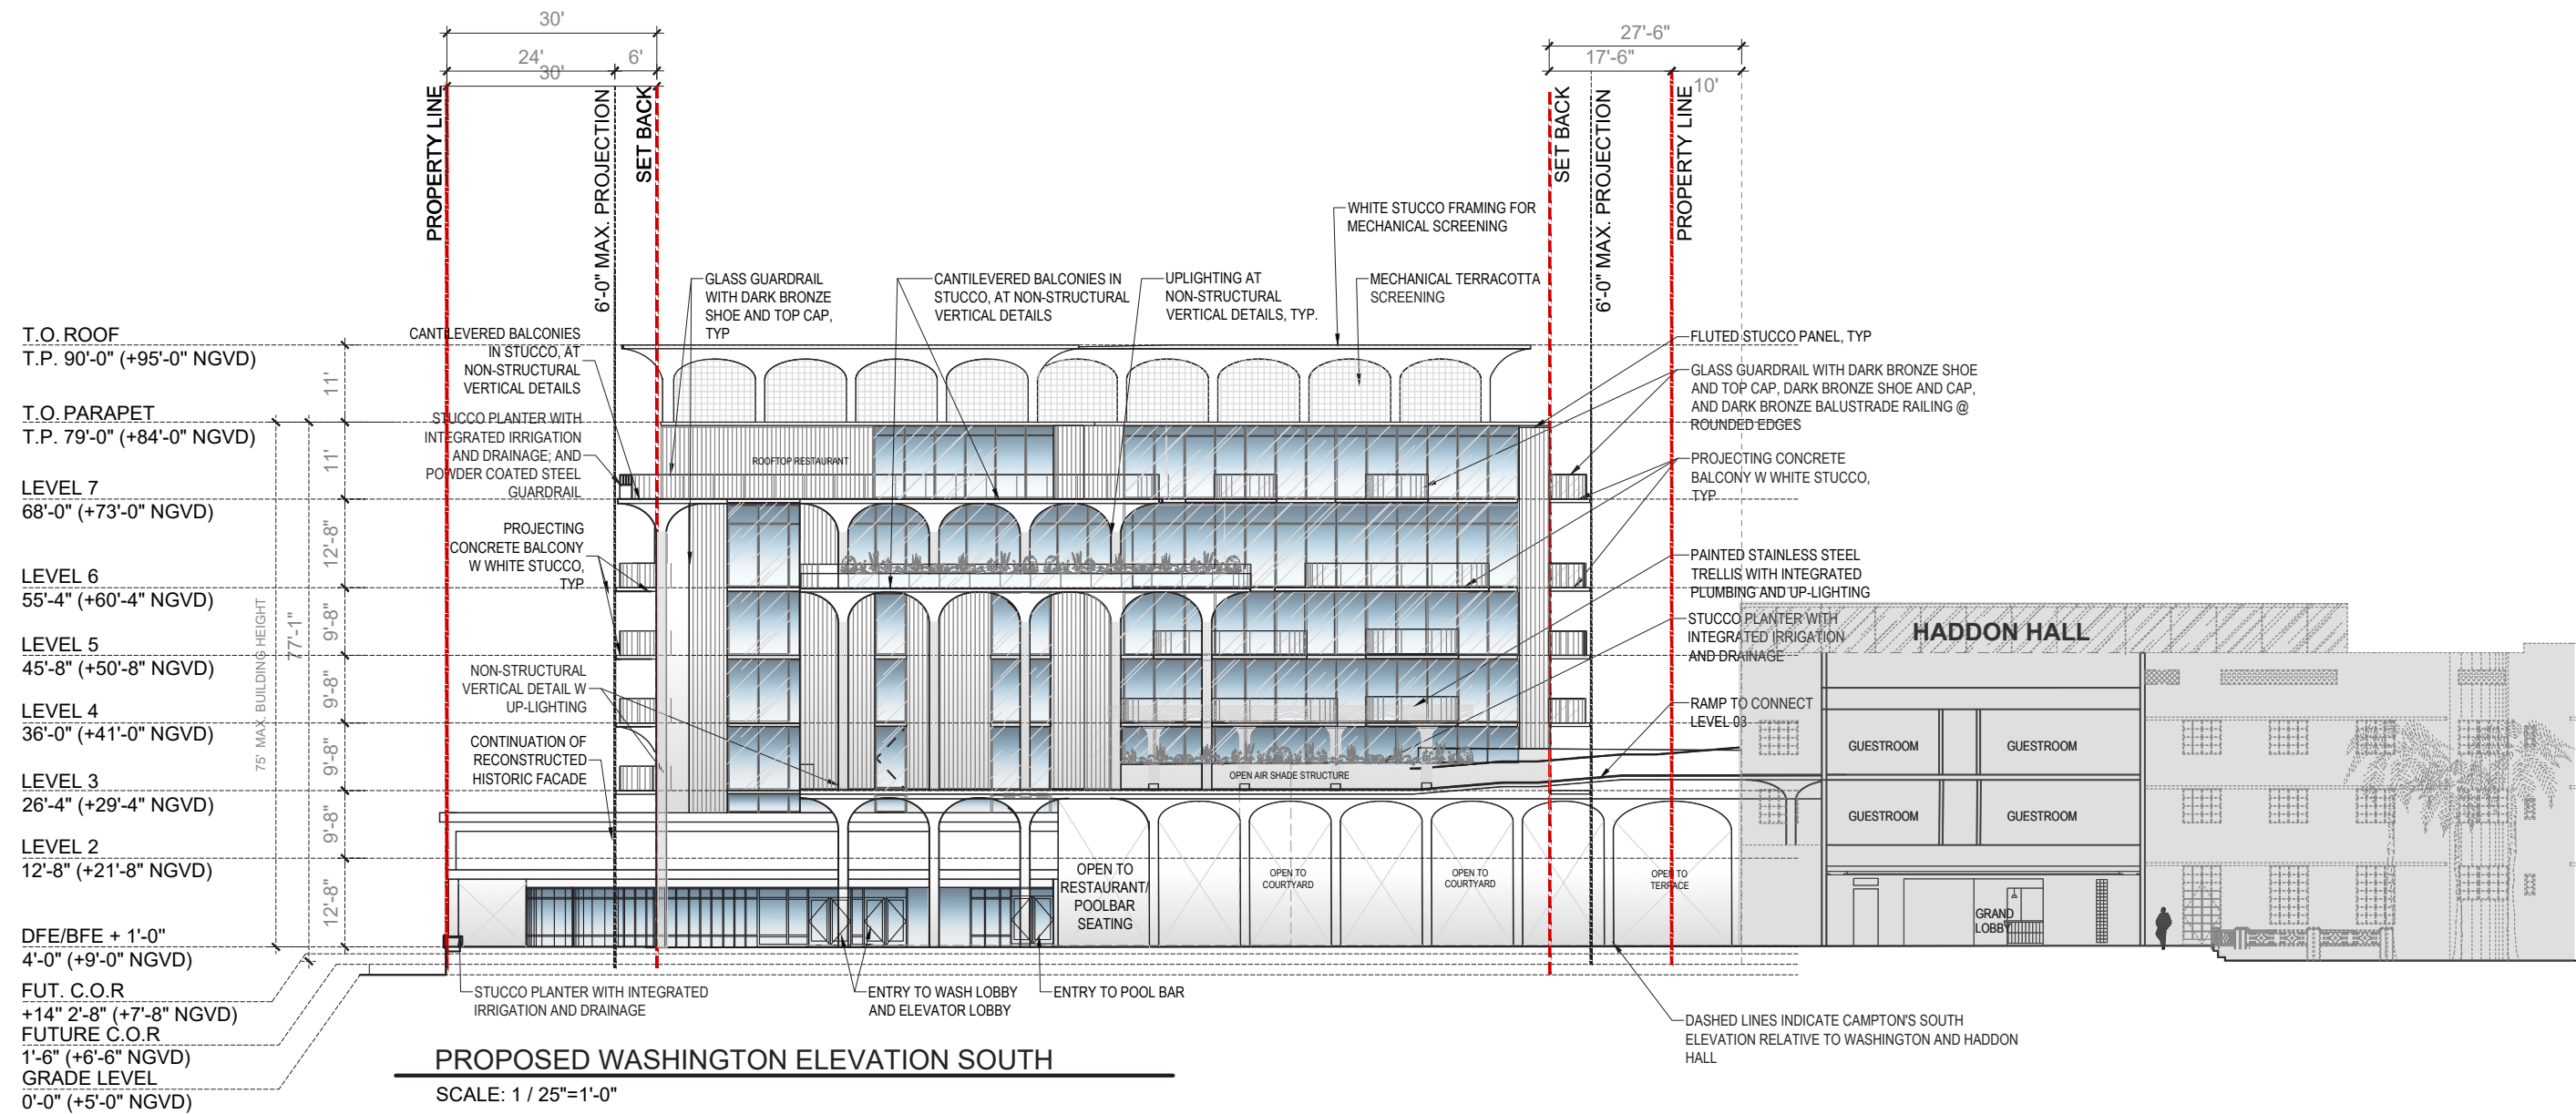 30'
24'
6'
30'
27'-6"
17'-6"
10'
PROPERTY LINE
6'-0" MAX. PROJECTION
SET BACK
SET BACK
6'-0" MAX. PROJECTION
PROPERTY LINE
WHITE STUCCO FRAMING FOR
MECHANICAL SCREENING
GLASS GUARDRAIL
WITH DARK BRONZE
SHOE AND TOP CAP,
TYP
CANTILEVERED BALCONIES IN
STUCCO, AT NON-STRUCTURAL
VERTICAL DETAILS
UPLIGHTING AT
NON-STRUCTURAL
VERTICAL DETAILS, TYP.
MECHANICAL TERRACOTTA
SCREENING
T.O. ROOF
T.P. 90'-0" (+95'-0" NGVD)
T.O. PARAPET
T.P. 79'-0" (+84'-0" NGVD)
LEVEL 7
68'-0" (+73'-0" NGVD)
LEVEL 6
55'-4" (+60'-4" NGVD)
LEVEL 5
45'-8" (+50'-8" NGVD)
LEVEL 4
36'-0" (+41'-0" NGVD)
LEVEL 3
26'-4" (+29'-4" NGVD)
LEVEL 2
12'-8" (+21'-8" NGVD)
DFE/BFE + 1'-0"
4'-0" (+9'-0" NGVD)
FUT. C.O.R
+14" 2'-8" (+7'-8" NGVD)
FUTURE C.O.R
1'-6" (+6'-6" NGVD)
GRADE LEVEL
0'-0" (+5'-0" NGVD)
75' MAX. BUILDING HEIGHT
77'-1"
11'
11'
12'-8"
9'-8"
9'-8"
9'-8"
9'-8"
12'-8"
CANTILEVERED BALCONIES
IN STUCCO, AT
NON-STRUCTURAL
VERTICAL DETAILS
STUCCO PLANTER WITH
INTEGRATED IRRIGATION
AND DRAINAGE; AND
POWDER COATED STEEL
GUARDRAIL
PROJECTING
CONCRETE BALCONY
W WHITE STUCCO,
TYP
NON-STRUCTURAL
VERTICAL DETAIL W
UP-LIGHTING
CONTINUATION OF
RECONSTRUCTED
HISTORIC FACADE
ROOFTOP RESTAURANT
FLUTED STUCCO PANEL, TYP
GLASS GUARDRAIL WITH DARK BRONZE SHOE
AND TOP CAP, DARK BRONZE SHOE AND CAP,
AND DARK BRONZE BALUSTRADE RAILING @
ROUNDED EDGES
PROJECTING CONCRETE
BALCONY W WHITE STUCCO,
TYP
PAINTED STAINLESS STEEL
TRELLIS WITH INTEGRATED
PLUMBING AND UP-LIGHTING
STUCCO PLANTER WITH
INTEGRATED IRRIGATION
AND DRAINAGE
RAMP TO CONNECT
LEVEL 03
HADDON HALL
GUESTROOM
GUESTROOM
GUESTROOM
GUESTROOM
GRAND
LOBBY
OPEN AIR SHADE STRUCTURE
OPEN TO
RESTAURANT/
POOLBAR
SEATING
OPEN TO
COURTYARD
OPEN TO
COURTYARD
OPEN TO
TERRACE
STUCCO PLANTER WITH INTEGRATED
IRRIGATION AND DRAINAGE
ENTRY TO WASH LOBBY
AND ELEVATOR LOBBY
ENTRY TO POOL BAR
DASHED LINES INDICATE CAMPTON'S SOUTH
ELEVATION RELATIVE TO WASHINGTON AND HADDON
HALL
PROPOSED WASHINGTON ELEVATION SOUTH
SCALE: 1 / 25"=1'-0"